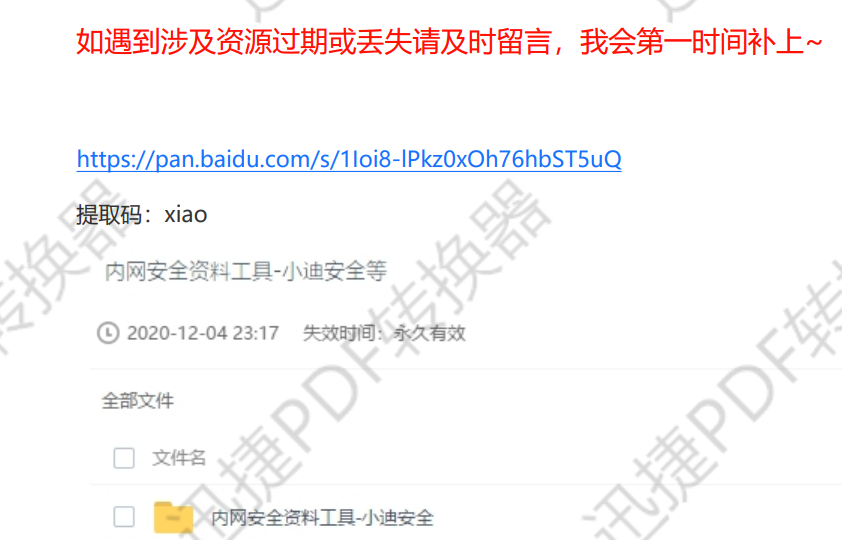 如遇到涉及资源过期或丢失请及时留言，我会第一时间补上~
https://pan.baidu.com/s/1Ioi8-lPkz0xOh76hbST5uQ
提取码：xiao
内网安全资料工具-小迪安全等
2020-12-04 23:17 失效时间：永久有效
全部文件
文件名
内网安全资料工具-小迪安全
迅捷PDF转换器
迅捷PDF转换器
转换器